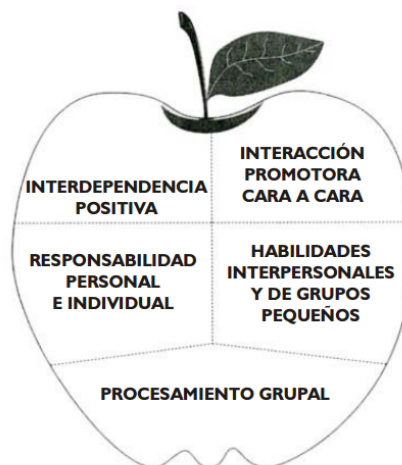 INTERDEPENDENCIA
POSITIVA
INTERACCIÓN
PROMOTORA
CARA A CARA
RESPONSABILIDAD
PERSONAL
E INDIVIDUAL
HABILIDADES
INTERPERSONALES
Y DE GRUPOS
PEQUEÑOS
PROCESAMIENTO GRUPAL